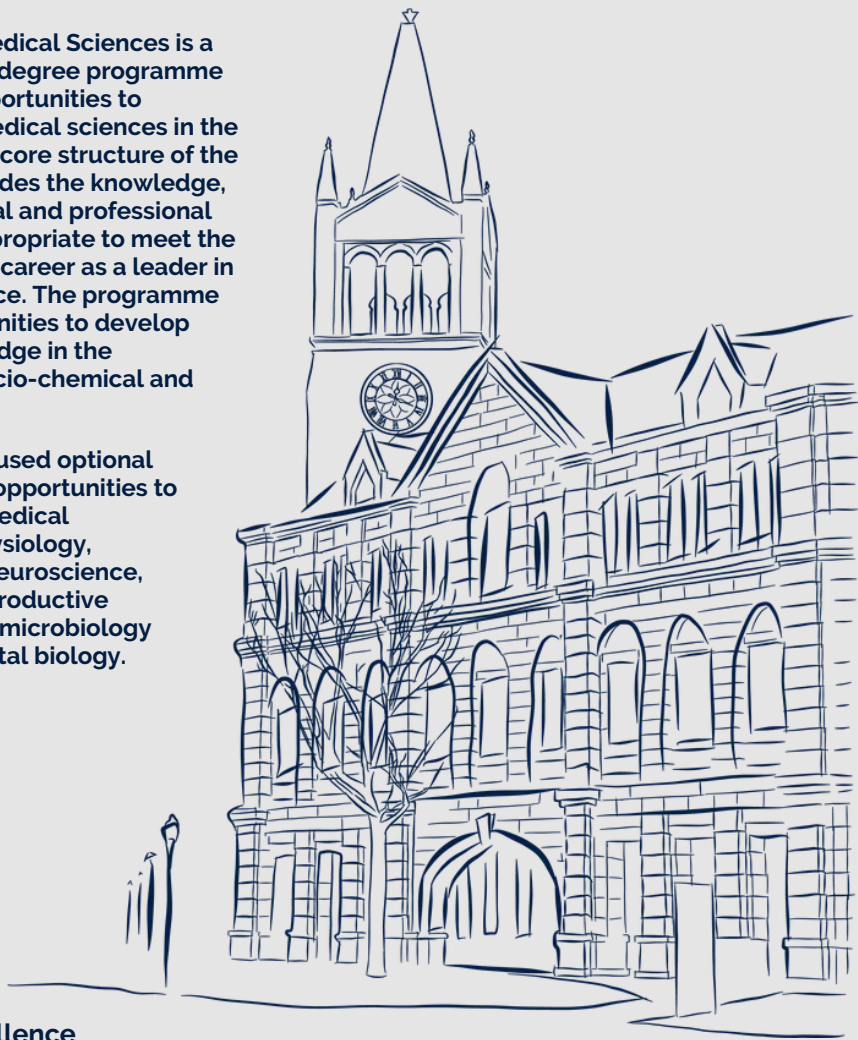 edical Sciences is a
degree programme
portunities to
edical sciences in the
core structure of the
des the knowledge,
al and professional
propriate to meet the
career as a leader in
ce. The programme
nities to develop
dge in the
cio-chemical and
used optional
opportunities to
edical
ysiology,
euroscience,
productive
microbiology
tal biology.
llence